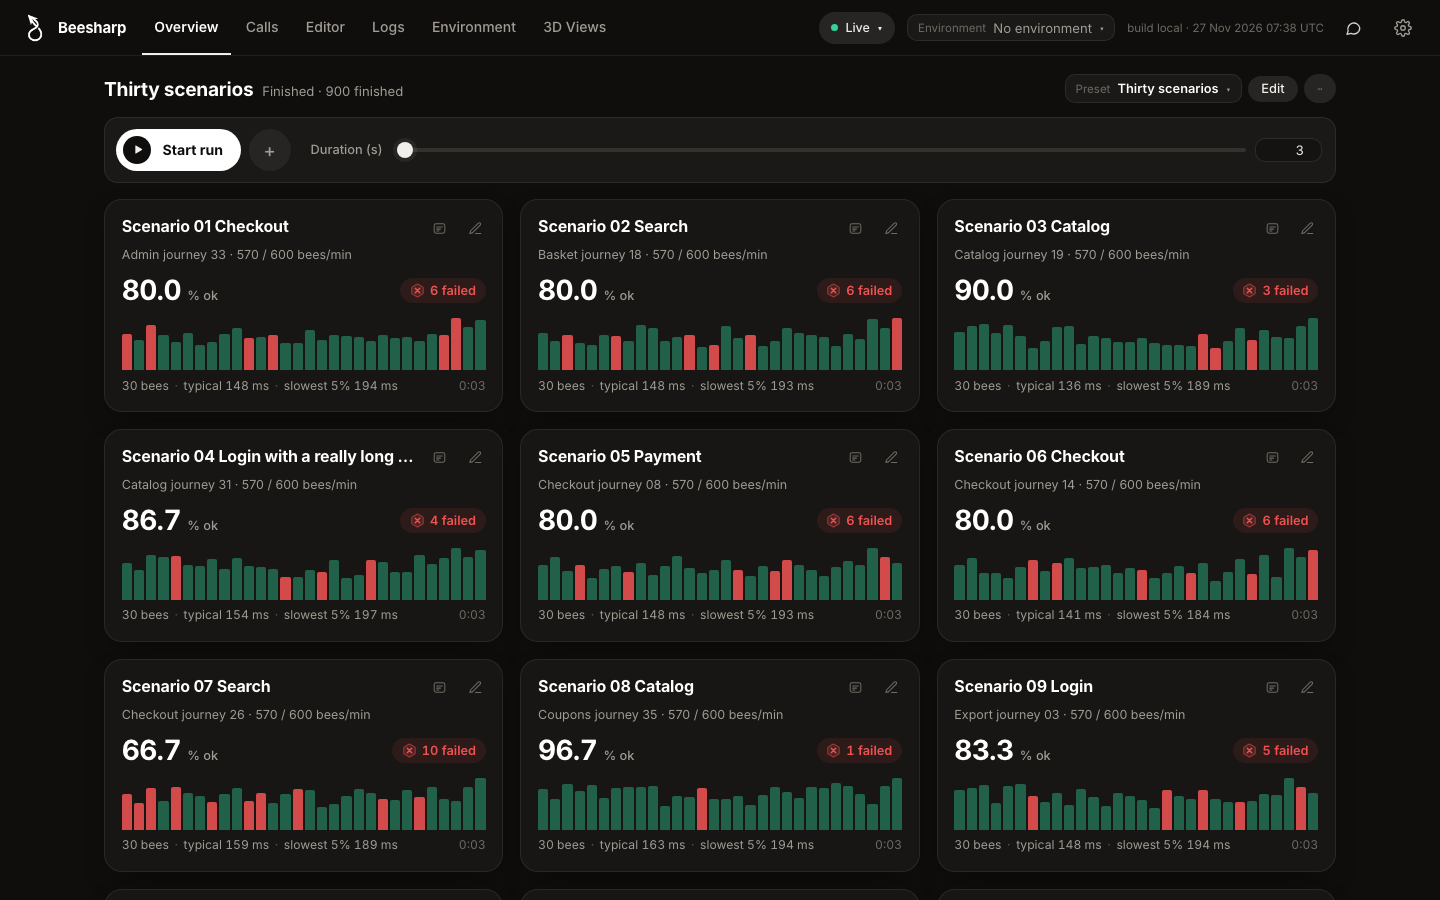 Beesharp Overview Calls Editor Logs Environment 3D Views Live Environment No environment build local · 27 Nov 2026 07:38 UTC
Thirty scenarios Finished · 900 finished Preset Thirty scenarios Edit
Start run + Duration (s) 3
Scenario 01 Checkout
Admin journey 33 · 570 / 600 bees/min
80.0 % ok 6 failed
30 bees · typical 148 ms · slowest 5% 194 ms 0:03
Scenario 02 Search
Basket journey 18 · 570 / 600 bees/min
80.0 % ok 6 failed
30 bees · typical 148 ms · slowest 5% 193 ms 0:03
Scenario 03 Catalog
Catalog journey 19 · 570 / 600 bees/min
90.0 % ok 3 failed
30 bees · typical 136 ms · slowest 5% 189 ms 0:03
Scenario 04 Login with a really long ...
Catalog journey 31 · 570 / 600 bees/min
86.7 % ok 4 failed
30 bees · typical 154 ms · slowest 5% 197 ms 0:03
Scenario 05 Payment
Checkout journey 08 · 570 / 600 bees/min
80.0 % ok 6 failed
30 bees · typical 148 ms · slowest 5% 193 ms 0:03
Scenario 06 Checkout
Checkout journey 14 · 570 / 600 bees/min
80.0 % ok 6 failed
30 bees · typical 141 ms · slowest 5% 184 ms 0:03
Scenario 07 Search
Checkout journey 26 · 570 / 600 bees/min
66.7 % ok 10 failed
30 bees · typical 159 ms · slowest 5% 189 ms 0:03
Scenario 08 Catalog
Coupons journey 35 · 570 / 600 bees/min
96.7 % ok 1 failed
30 bees · typical 163 ms · slowest 5% 194 ms 0:03
Scenario 09 Login
Export journey 03 · 570 / 600 bees/min
83.3 % ok 5 failed
30 bees · typical 148 ms · slowest 5% 194 ms 0:03